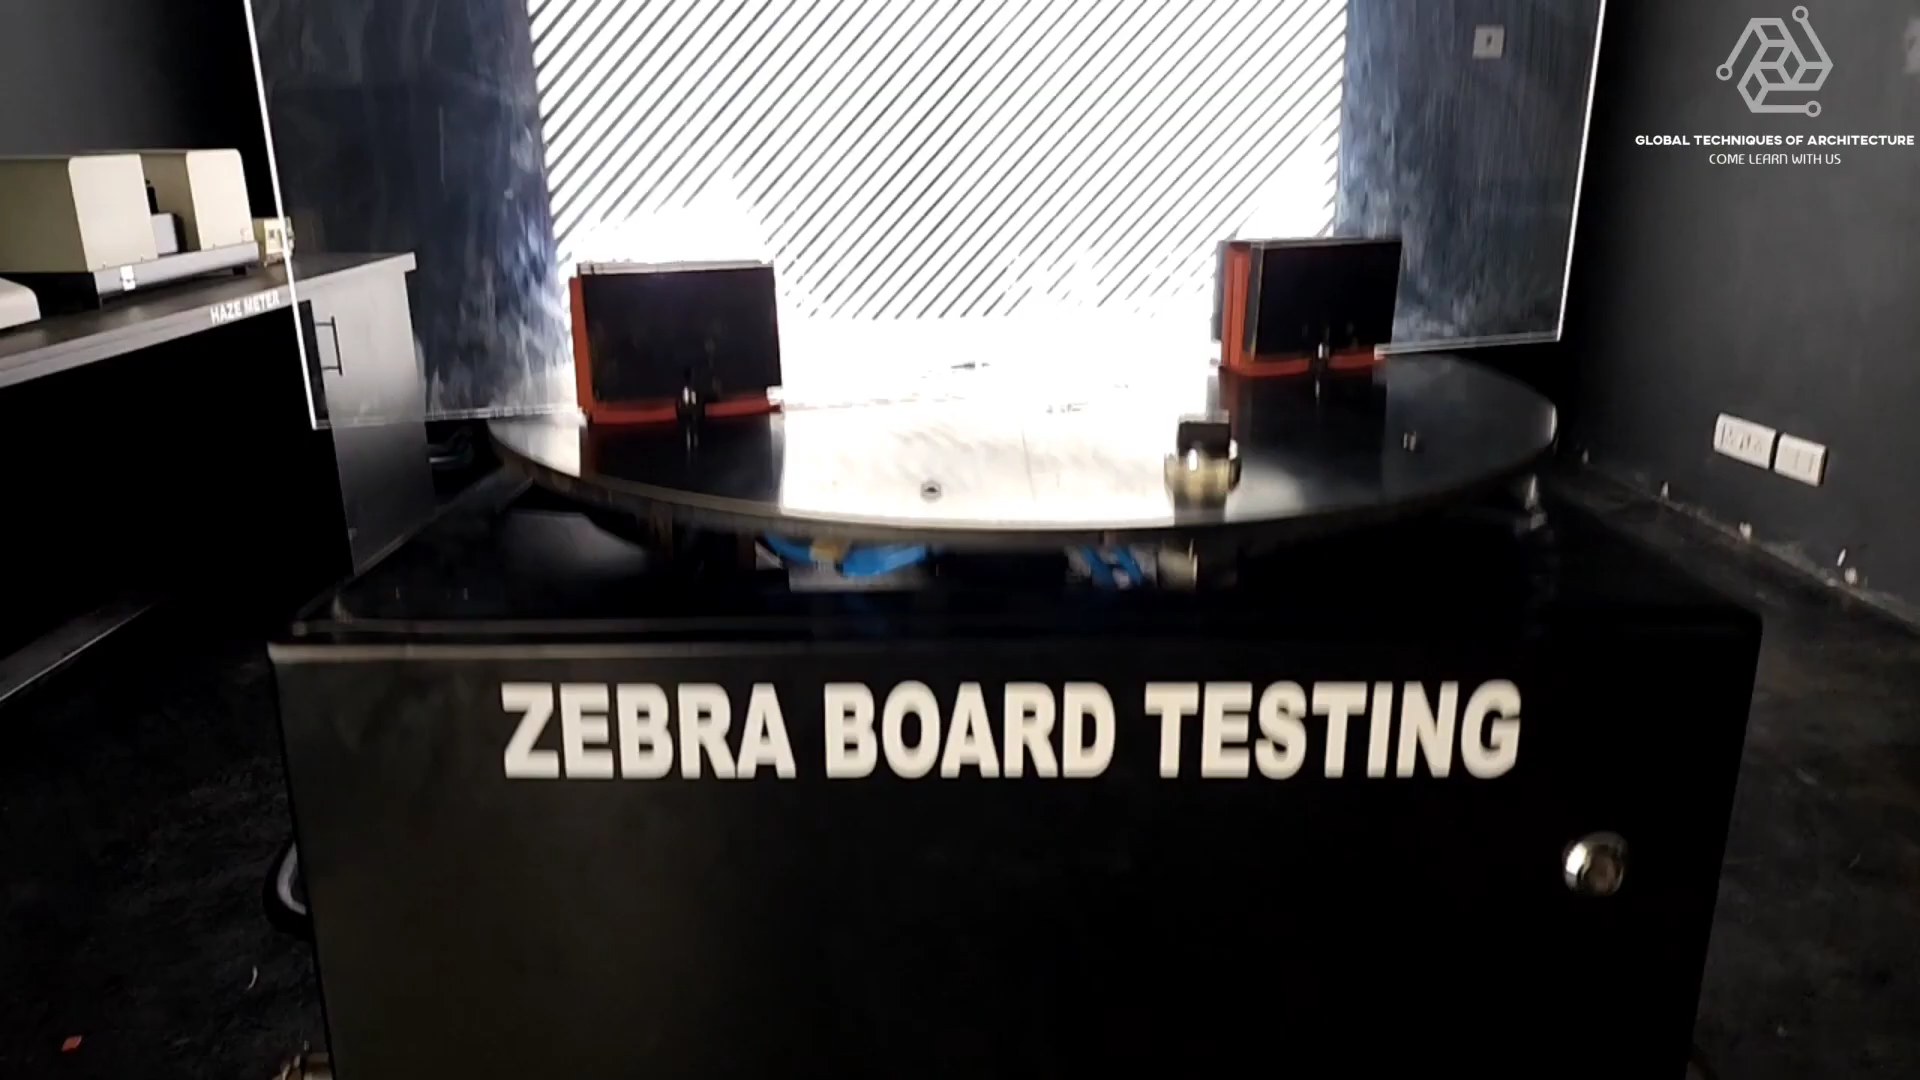 GLOBAL TECHNIQUES OF ARCHITECTURE
COME LEARN WITH US
HAZE METER
ZEBRA BOARD TESTING